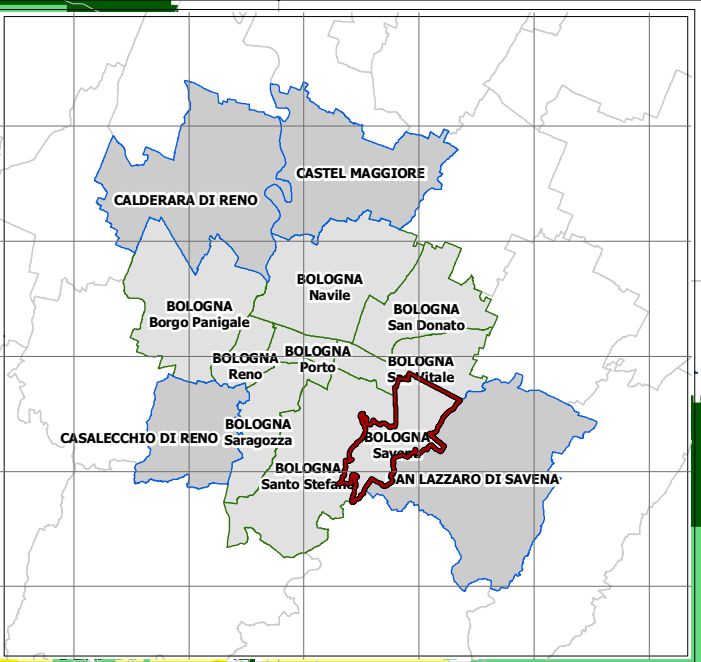 CASTEL MAGGIORE
CALDERARA DI RENO
BOLOGNA
Navile
BOLOGNA
Borgo Panigale
BOLOGNA
San Donato
BOLOGNA
Porto
BOLOGNA
Reno
BOLOGNA
San Vitale
BOLOGNA
Saragozza
CASALECCHIO DI RENO
BOLOGNA
Savena
BOLOGNA
Santo Stefano
SAN LAZZARO DI SAVENA